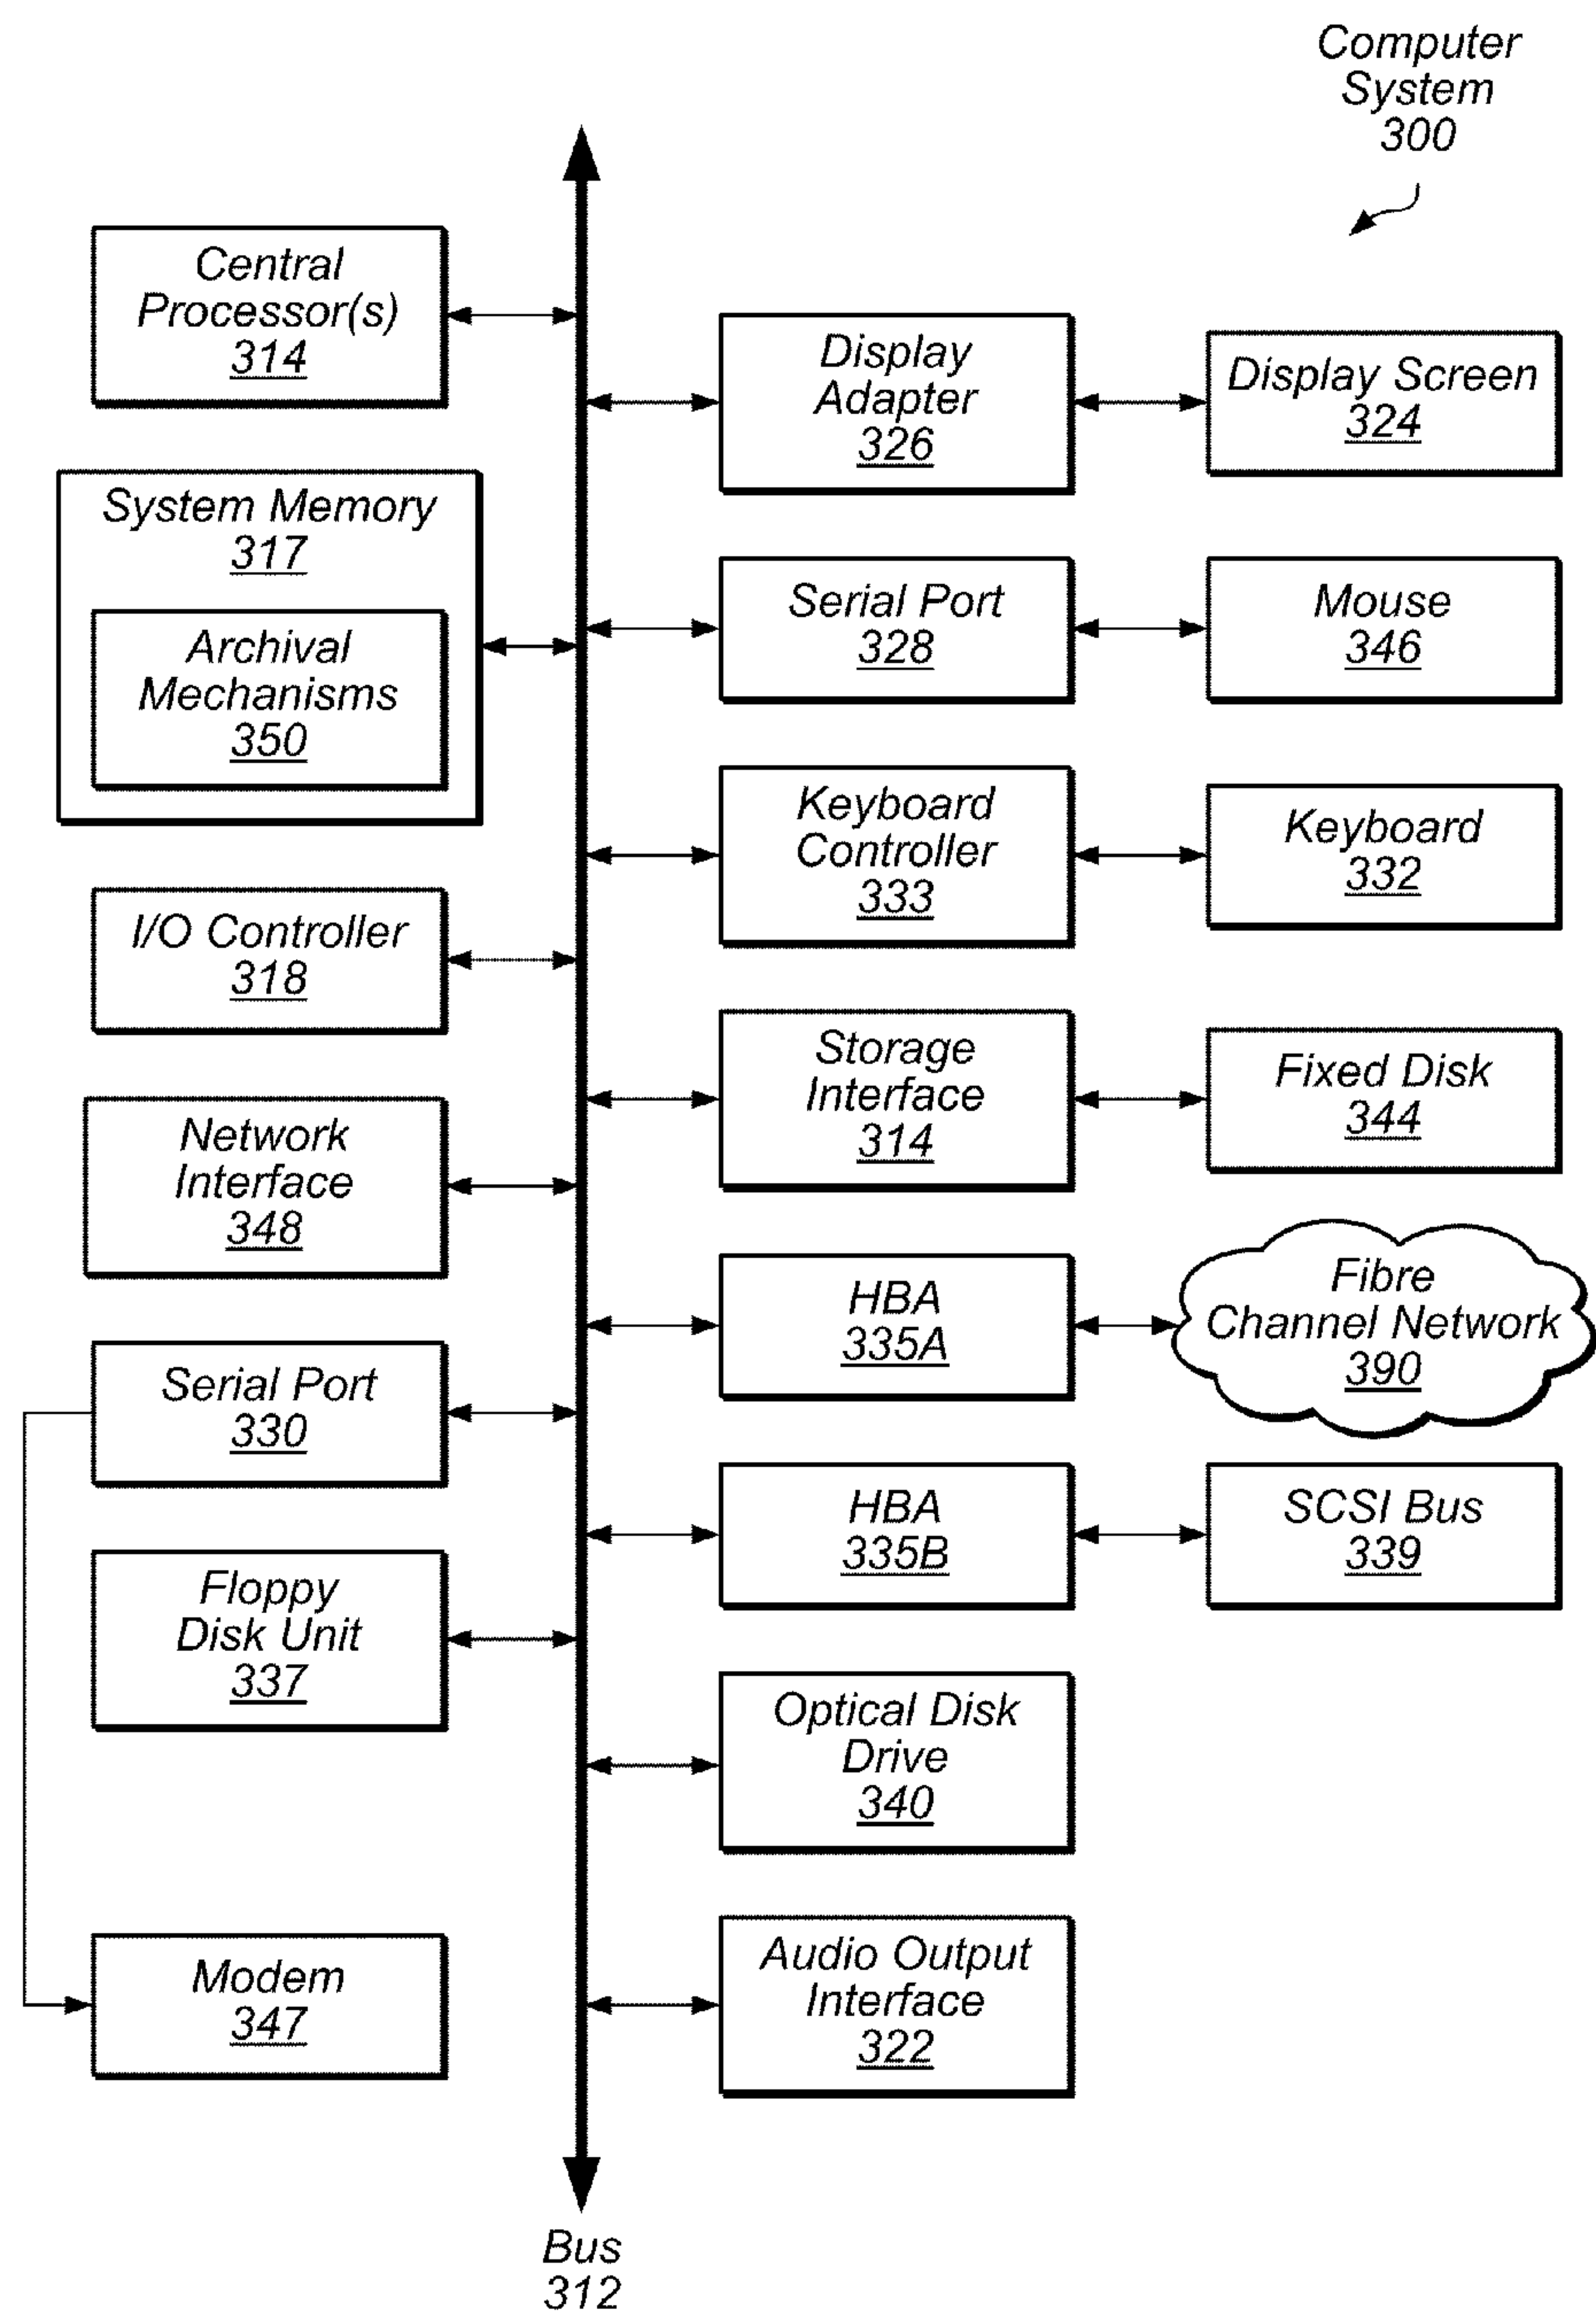 Computer
System
300
Central
Processor(s)
314
System Memory
317
Archival
Mechanisms
350
I/O Controller
318
Network
Interface
348
Serial Port
330
Floppy
Disk Unit
337
Modem
347
Display
Adapter
326
Display Screen
324
Serial Port
328
Mouse
346
Keyboard
Controller
333
Keyboard
332
Storage
Interface
314
Fixed Disk
344
HBA
335A
Fibre
Channel Network
390
HBA
335B
SCSI Bus
339
Optical Disk
Drive
340
Audio Output
Interface
322
Bus
312